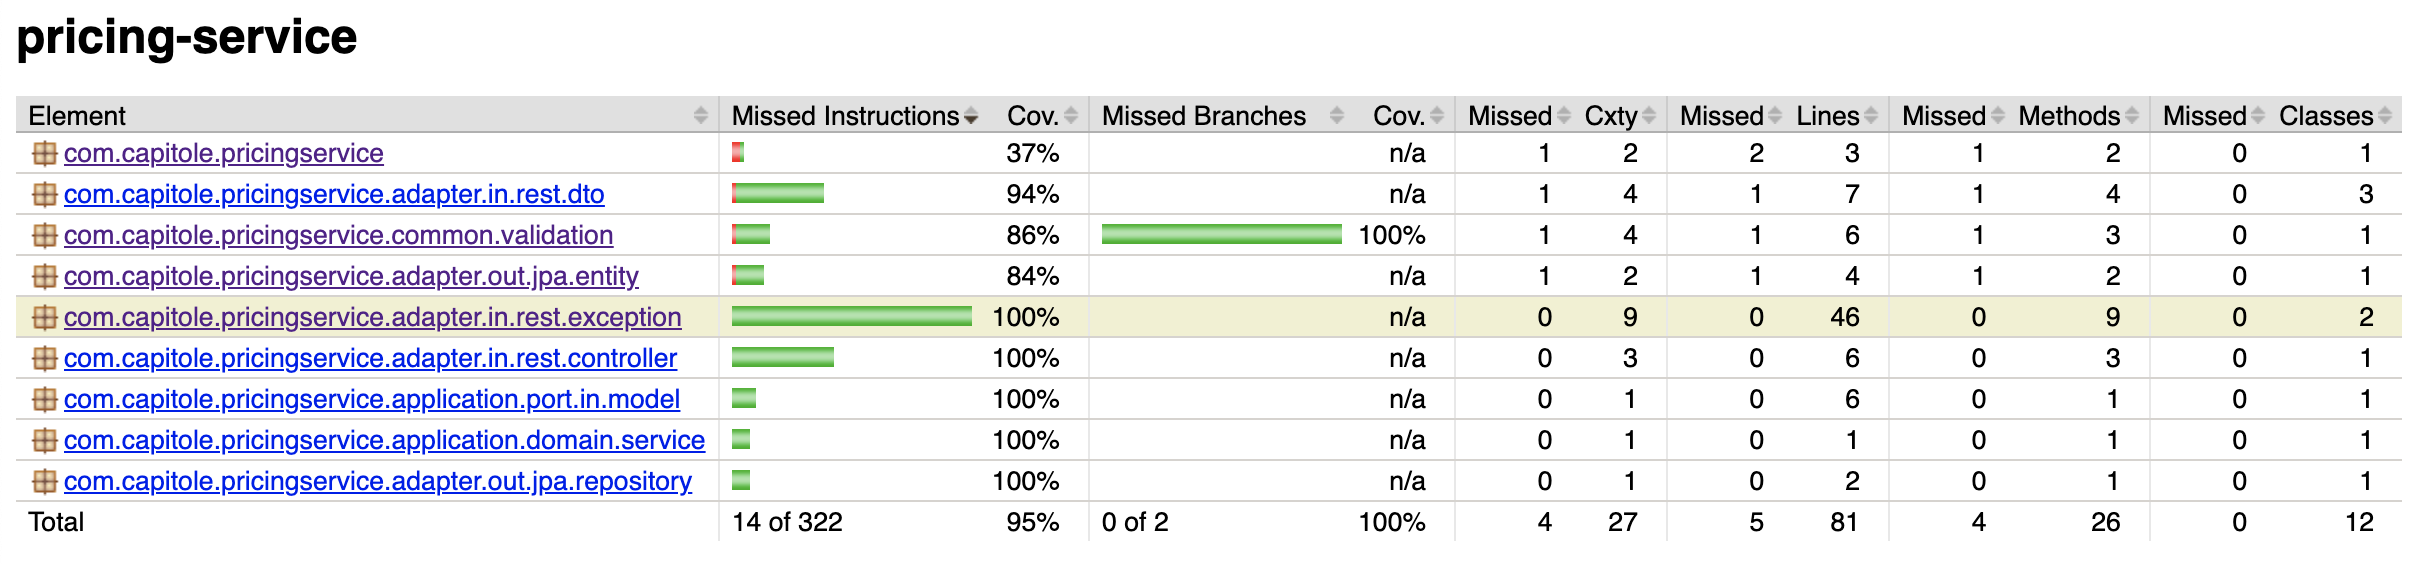 pricing-service
Element Missed Instructions Cov. Missed Branches Cov. Missed Cxty Missed Lines Missed Methods Missed Classes
com.capitole.pricingservice 37% n/a 1 2 2 3 1 2 0 1
com.capitole.pricingservice.adapter.in.rest.dto 94% n/a 1 4 1 7 1 4 0 3
com.capitole.pricingservice.common.validation 86% 100% 1 4 1 6 1 3 0 1
com.capitole.pricingservice.adapter.out.jpa.entity 84% n/a 1 2 1 4 1 2 0 1
com.capitole.pricingservice.adapter.in.rest.exception 100% n/a 0 9 0 46 0 9 0 2
com.capitole.pricingservice.adapter.in.rest.controller 100% n/a 0 3 0 6 0 3 0 1
com.capitole.pricingservice.application.port.in.model 100% n/a 0 1 0 6 0 1 0 1
com.capitole.pricingservice.application.domain.service 100% n/a 0 1 0 1 0 1 0 1
com.capitole.pricingservice.adapter.out.jpa.repository 100% n/a 0 1 0 2 0 1 0 1
Total 14 of 322 95% 0 of 2 100% 4 27 5 81 4 26 0 12